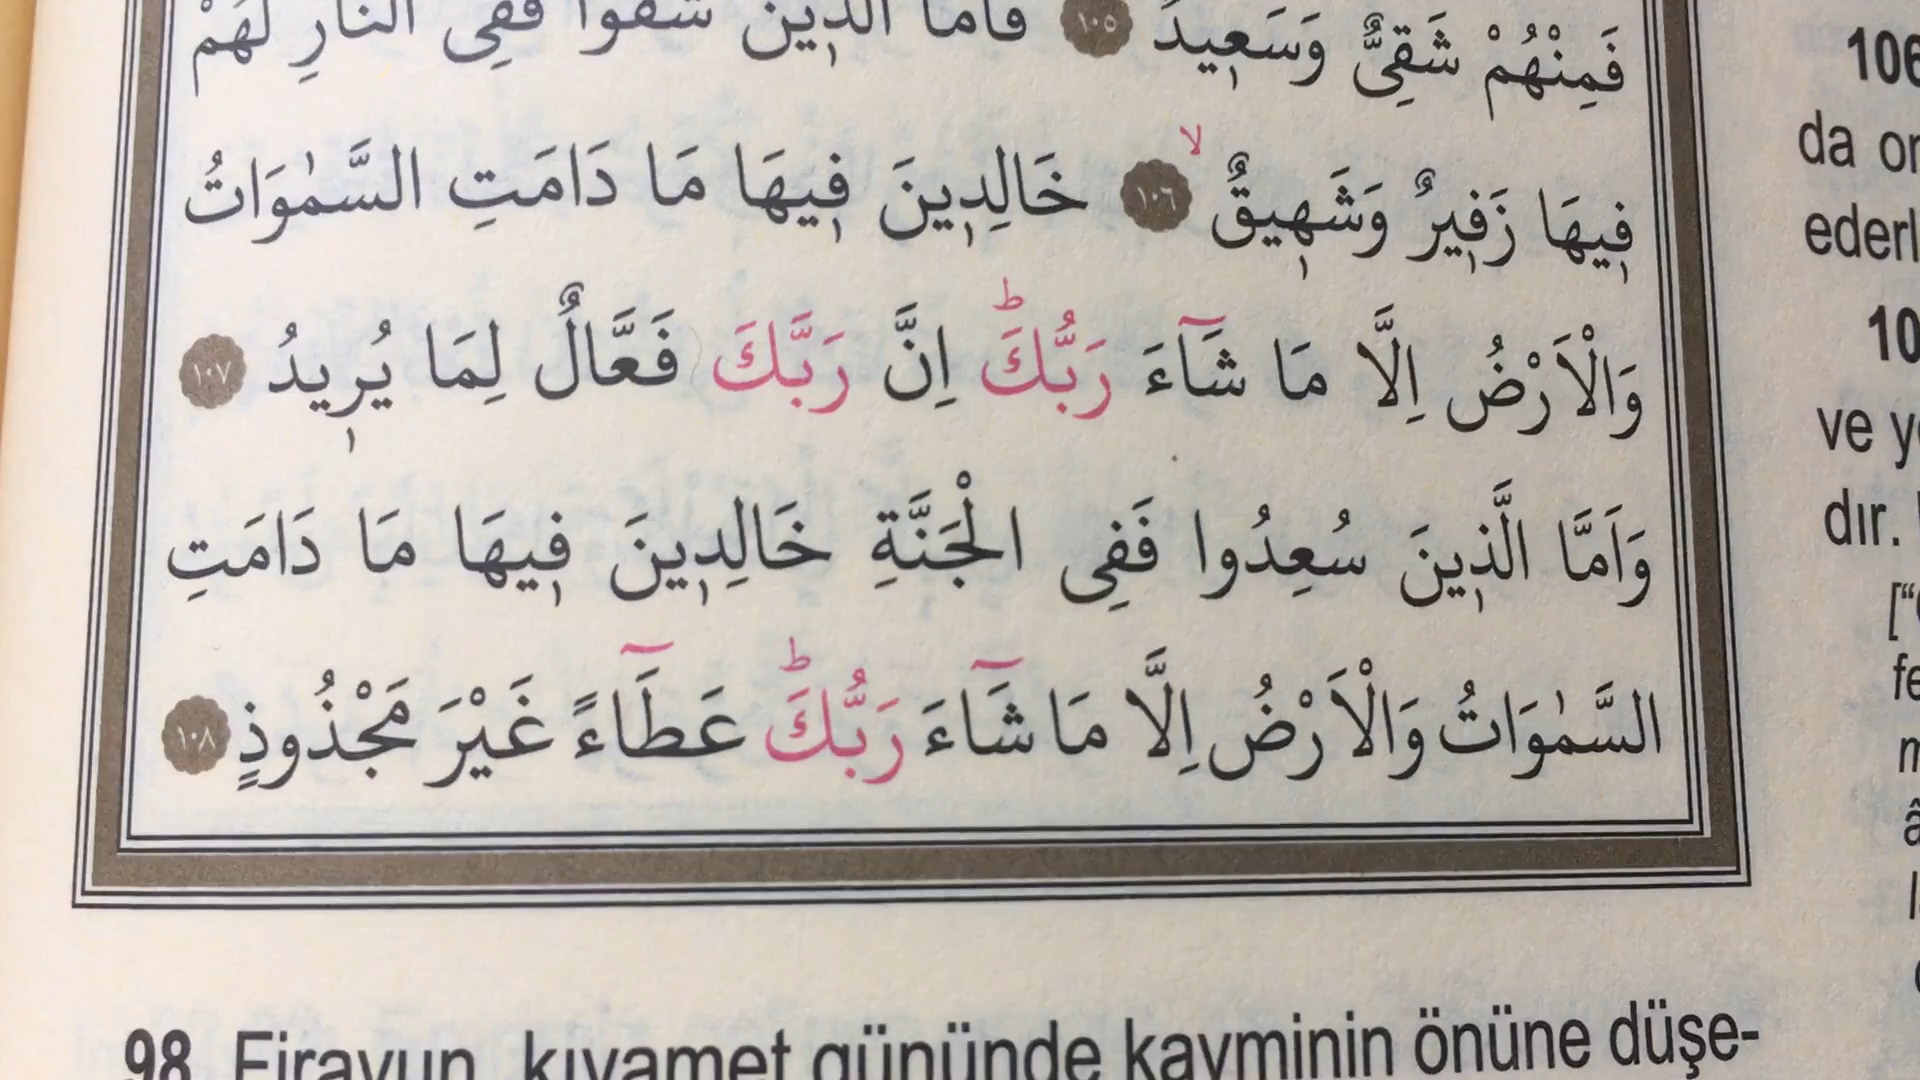 فَمِنْهُمْ شَقِىٌّ وَسَعٖيدٌ ١٠٥ فَاَمَّا الَّذٖينَ شَقُوا فَفِى النَّارِ لَهُمْ
فٖيهَا زَفٖيرٌ وَشَهٖيقٌ ۙ ١٠٦ خَالِدٖينَ فٖيهَا مَا دَامَتِ السَّمٰوَاتُ
وَالْاَرْضُ اِلَّا مَا شَٓاءَ رَبُّكَؕ اِنَّ رَبَّكَ فَعَّالٌ لِمَا يُرٖيدُ ١٠٧
وَاَمَّا الَّذٖينَ سُعِدُوا فَفِى الْجَنَّةِ خَالِدٖينَ فٖيهَا مَا دَامَتِ
السَّمٰوَاتُ وَالْاَرْضُ اِلَّا مَا شَٓاءَ رَبُّكَؕ عَطَٓاءً غَيْرَ مَجْذُوذٍ ١٠٨
106
da
ederl
10
ve
dır.
98. Firavun, kıyamet gününde kavminin önüne düşe-